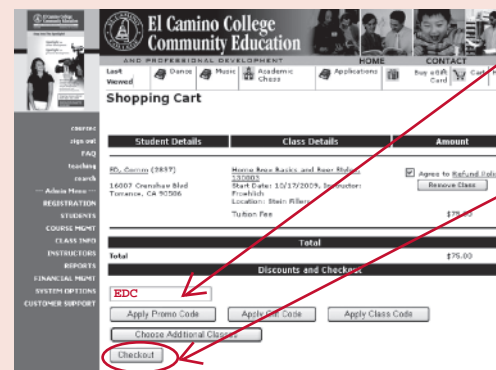 El Camino College
Community Education
AND PROFESSIONAL DEVELOPMENT
HOME
CONTACT
Last Viewed
Dance
Music
Academic Chess
Applications
Buy a Gift Card
Shopping Cart
courses
sign out
FAQ
teaching
search
Admin Menu
REGISTRATION
STUDENTS
COURSE MGMT
CLASS INFO
INSTRUCTORS
REPORTS
FINANCIAL MGMT
SYSTEM OPTIONS
CUSTOMER SUPPORT
Student Details
Class Details
Amount
ED, Comm (2837)
16007 Crenshaw Blvd
Torrance, CA 90506
Home Brew Basics and Beer Styles,
Start Date: 10/17/2009, Instructor:
Froehlich
Location: Stein Fillers
Tuition Fee
Agree to Refund
Remove Class
$75.
Total
Total
$75.00
Discounts and Checkout
EDC
Apply Promo Code
Apply Gift Code
Apply Class Code
Choose Additional Classes
Checkout